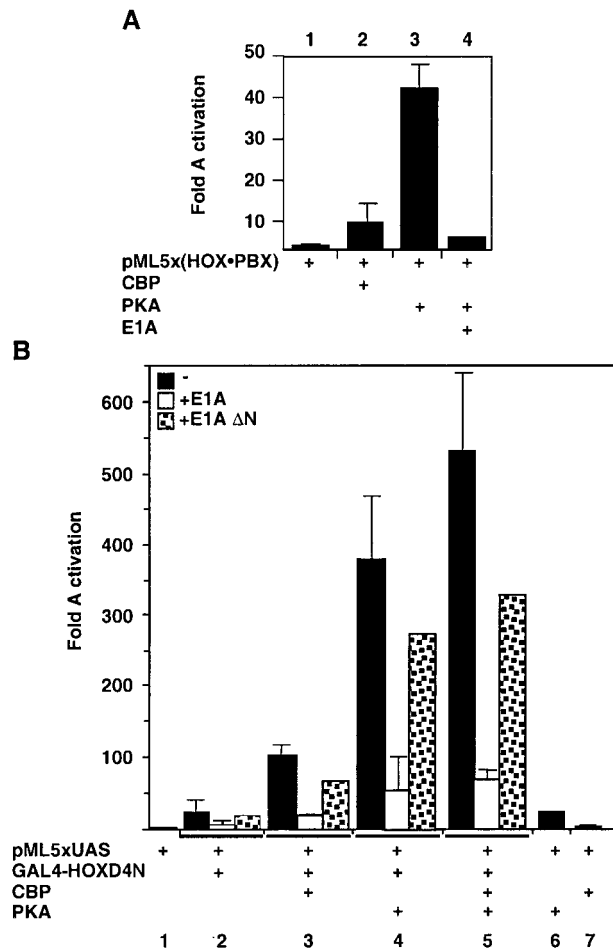 A
1 2 3 4
50
40
30
20
10
Fold A ctivation
pML5x(HOX•PBX) + + + +
CBP +
PKA + +
E1A +
B
-
+E1A
+E1A ΔN
600
500
400
300
200
100
Fold A ctivation
pML5xUAS + + + + + + +
GAL4-HOXD4N + + + +
CBP + + +
PKA + + +
1 2 3 4 5 6 7